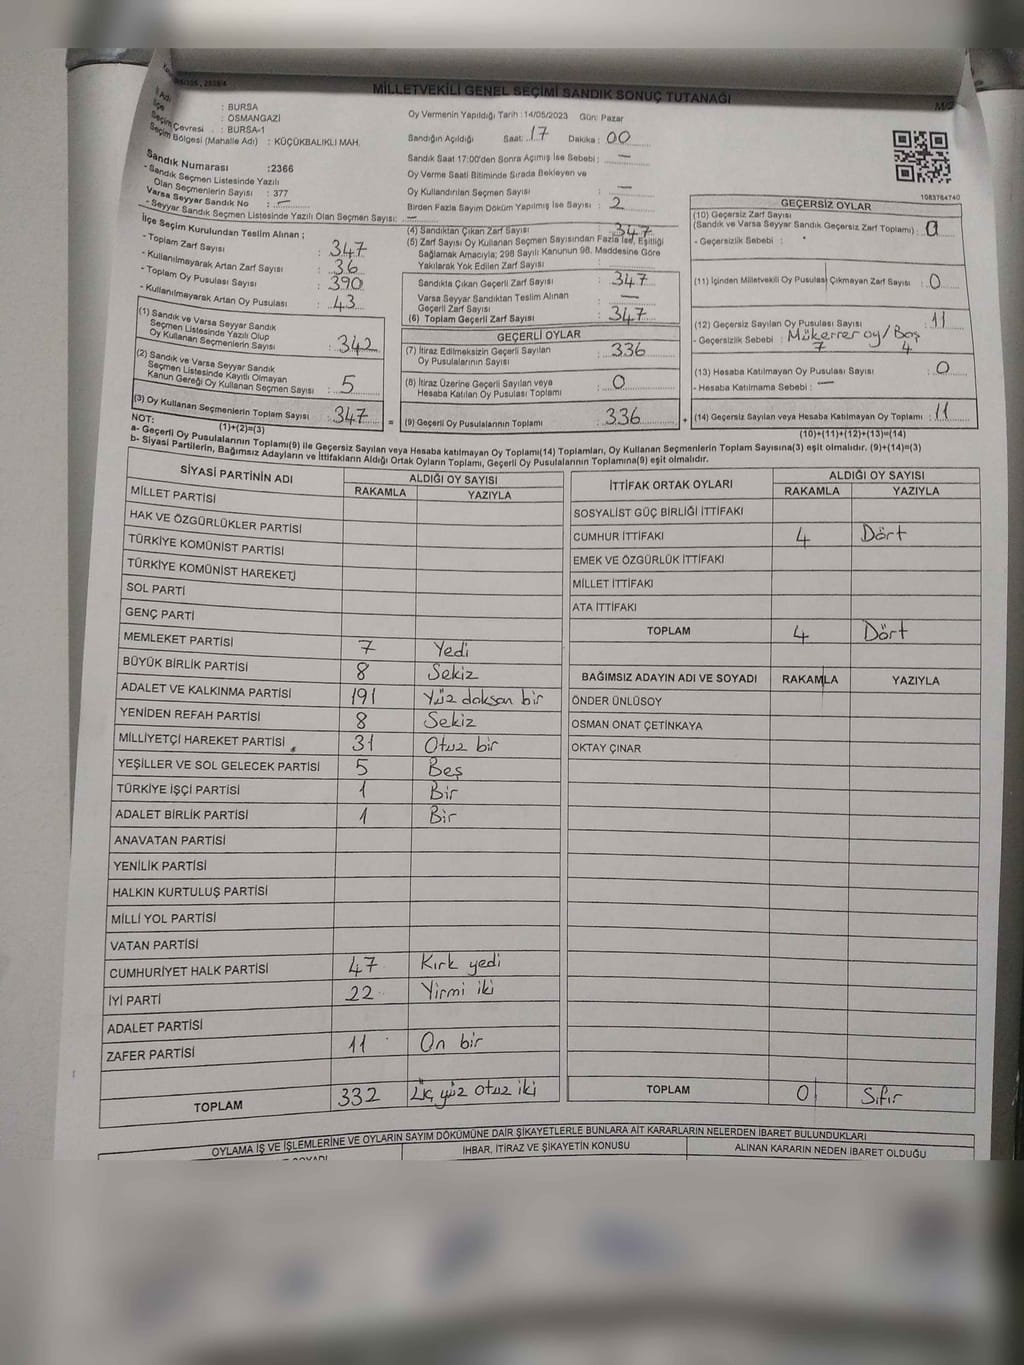 MİLLETVEKİLİ GENEL SEÇİMİ SANDIK SONUÇ TUTANAĞI
İl Adı : BURSA
İlçe : OSMANGAZİ
Seçim Çevresi : BURSA-1
Seçim Bölgesi (Mahalle Adı) : KÜÇÜKBALIKLI MAH.
Oy Vermenin Yapıldığı Tarih : 14/05/2023 Gün: Pazar
Sandığın Açıldığı Saat: 17 Dakika : 00
Sandık Saat 17:00'den Sonra Açımış İse Sebebi : —
Oy Verme Saati Bitiminde Sırada Bekleyen ve
Oy Kullandırılan Seçmen Sayısı : —
Birden Fazla Sayım Döküm Yapılmış İse Sayısı : 2
1083764740
Sandık Numarası :2366
- Sandık Seçmen Listesinde Yazılı
Olan Seçmenlerin Sayısı : 377
Varsa Seyyar Sandık No : —
- Seyyar Sandık Seçmen Listesinde Yazılı Olan Seçmen Sayısı: —
İlçe Seçim Kurulundan Teslim Alınan ;
- Toplam Zarf Sayısı : 347
- Kullanılmayarak Artan Zarf Sayısı : 36
- Toplam Oy Pusulası Sayısı : 390
- Kullanılmayarak Artan Oy Pusulası : 43
(1) Sandık ve Varsa Seyyar Sandık
Seçmen Listesinde Yazılı Olup
Oy Kullanan Seçmenlerin Sayısı : 342
(2) Sandık ve Varsa Seyyar Sandık
Seçmen Listesinde Kayıtlı Olmayan
Kanun Gereği Oy Kullanan Seçmen Sayısı : 5
(3) Oy Kullanan Seçmenlerin Toplam Sayısı : 347
(1)+(2)=(3)
(4) Sandıktan Çıkan Zarf Sayısı : 347
(5) Zarf Sayısı Oy Kullanan Seçmen Sayısından Fazla İse, Eşitliği
Sağlamak Amacıyla; 298 Sayılı Kanunun 98. Maddesine Göre
Yakılarak Yok Edilen Zarf Sayısı :
Sandıkta Çıkan Geçerli Zarf Sayısı : 347
Varsa Seyyar Sandıktan Teslim Alınan
Geçerli Zarf Sayısı : —
(6) Toplam Geçerli Zarf Sayısı : 347
GEÇERLİ OYLAR
(7) İtiraz Edilmeksizin Geçerli Sayılan
Oy Pusulalarının Sayısı : 336
(8) İtiraz Üzerine Geçerli Sayılan veya
Hesaba Katılan Oy Pusulası Toplamı : 0
= (9) Geçerli Oy Pusulalarının Toplamı : 336 +
GEÇERSİZ OYLAR
(10) Geçersiz Zarf Sayısı
(Sandık ve Varsa Seyyar Sandık Geçersiz Zarf Toplamı) : 0
- Geçersizlik Sebebi :
(11) İçinden Milletvekili Oy Pusulası Çıkmayan Zarf Sayısı : 0
(12) Geçersiz Sayılan Oy Pusulası Sayısı : 11
- Geçersizlik Sebebi : Mükerrer oy/Boş
7 4
(13) Hesaba Katılmayan Oy Pusulası Sayısı : 0
- Hesaba Katılmama Sebebi : —
(14) Geçersiz Sayılan veya Hesaba Katılmayan Oy Toplamı : 11
(10)+(11)+(12)+(13)=(14)
NOT:
a- Geçerli Oy Pusulalarının Toplamı(9) ile Geçersiz Sayılan veya Hesaba katılmayan Oy Toplamı(14) Toplamları, Oy Kullanan Seçmenlerin Toplam Sayısına(3) eşit olmalıdır. (9)+(14)=(3)
b- Siyasi Partilerin, Bağımsız Adayların ve İttifakların Aldığı Ortak Oyların Toplamı, Geçerli Oy Pusulalarının Toplamına(9) eşit olmalıdır.
SİYASİ PARTİNİN ADI ALDIĞI OY SAYISI
RAKAMLA YAZIYLA
MİLLET PARTİSİ
HAK VE ÖZGÜRLÜKLER PARTİSİ
TÜRKİYE KOMÜNİST PARTİSİ
TÜRKİYE KOMÜNİST HAREKETİ
SOL PARTİ
GENÇ PARTİ
MEMLEKET PARTİSİ 7 Yedi
BÜYÜK BİRLİK PARTİSİ 8 Sekiz
ADALET VE KALKINMA PARTİSİ 191 Yüz doksan bir
YENİDEN REFAH PARTİSİ 8 Sekiz
MİLLİYETÇİ HAREKET PARTİSİ 31 Otuz bir
YEŞİLLER VE SOL GELECEK PARTİSİ 5 Beş
TÜRKİYE İŞÇİ PARTİSİ 1 Bir
ADALET BİRLİK PARTİSİ 1 Bir
ANAVATAN PARTİSİ
YENİLİK PARTİSİ
HALKIN KURTULUŞ PARTİSİ
MİLLİ YOL PARTİSİ
VATAN PARTİSİ
CUMHURİYET HALK PARTİSİ 47 Kırk yedi
İYİ PARTİ 22 Yirmi iki
ADALET PARTİSİ
ZAFER PARTİSİ 11 On bir
TOPLAM 332 Üç yüz otuz iki
İTTİFAK ORTAK OYLARI ALDIĞI OY SAYISI
RAKAMLA YAZIYLA
SOSYALİST GÜÇ BİRLİĞİ İTTİFAKI
CUMHUR İTTİFAKI 4 Dört
EMEK VE ÖZGÜRLÜK İTTİFAKI
MİLLET İTTİFAKI
ATA İTTİFAKI
TOPLAM 4 Dört
BAĞIMSIZ ADAYIN ADI VE SOYADI RAKAMLA YAZIYLA
ÖNDER ÜNLÜSOY
OSMAN ONAT ÇETİNKAYA
OKTAY ÇINAR
TOPLAM 0 Sıfır
OYLAMA İŞ VE İŞLEMLERİNE VE OYLARIN SAYIM DÖKÜMÜNE DAİR ŞİKAYETLERLE BUNLARA AİT KARARLARIN NELERDEN İBARET BULUNDUKLARI
İHBAR, İTİRAZ VE ŞİKAYETİN KONUSU ALINAN KARARIN NEDEN İBARET OLDUĞU